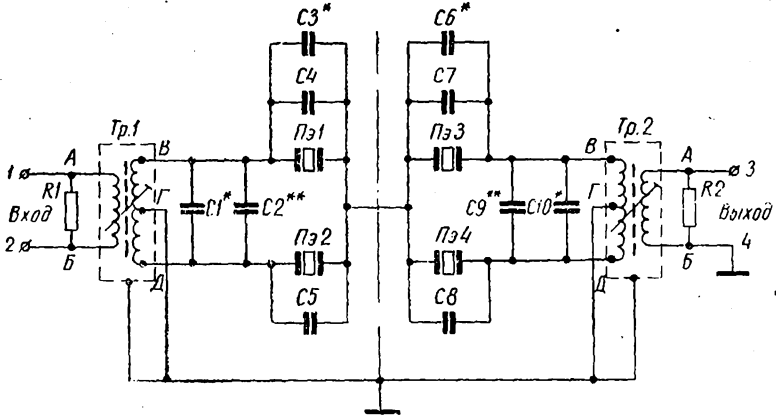 С3*
С6*
С4
С7
Тр.1
Пэ1
Пэ3
Тр.2
В
В
1
А
А
3
Г
Г
R1
С1*
С2**
С9**
С10*
R2
Вход
Выход
2
Б
Пэ2
Пэ4
Б
4
Д
Д
С5
С8